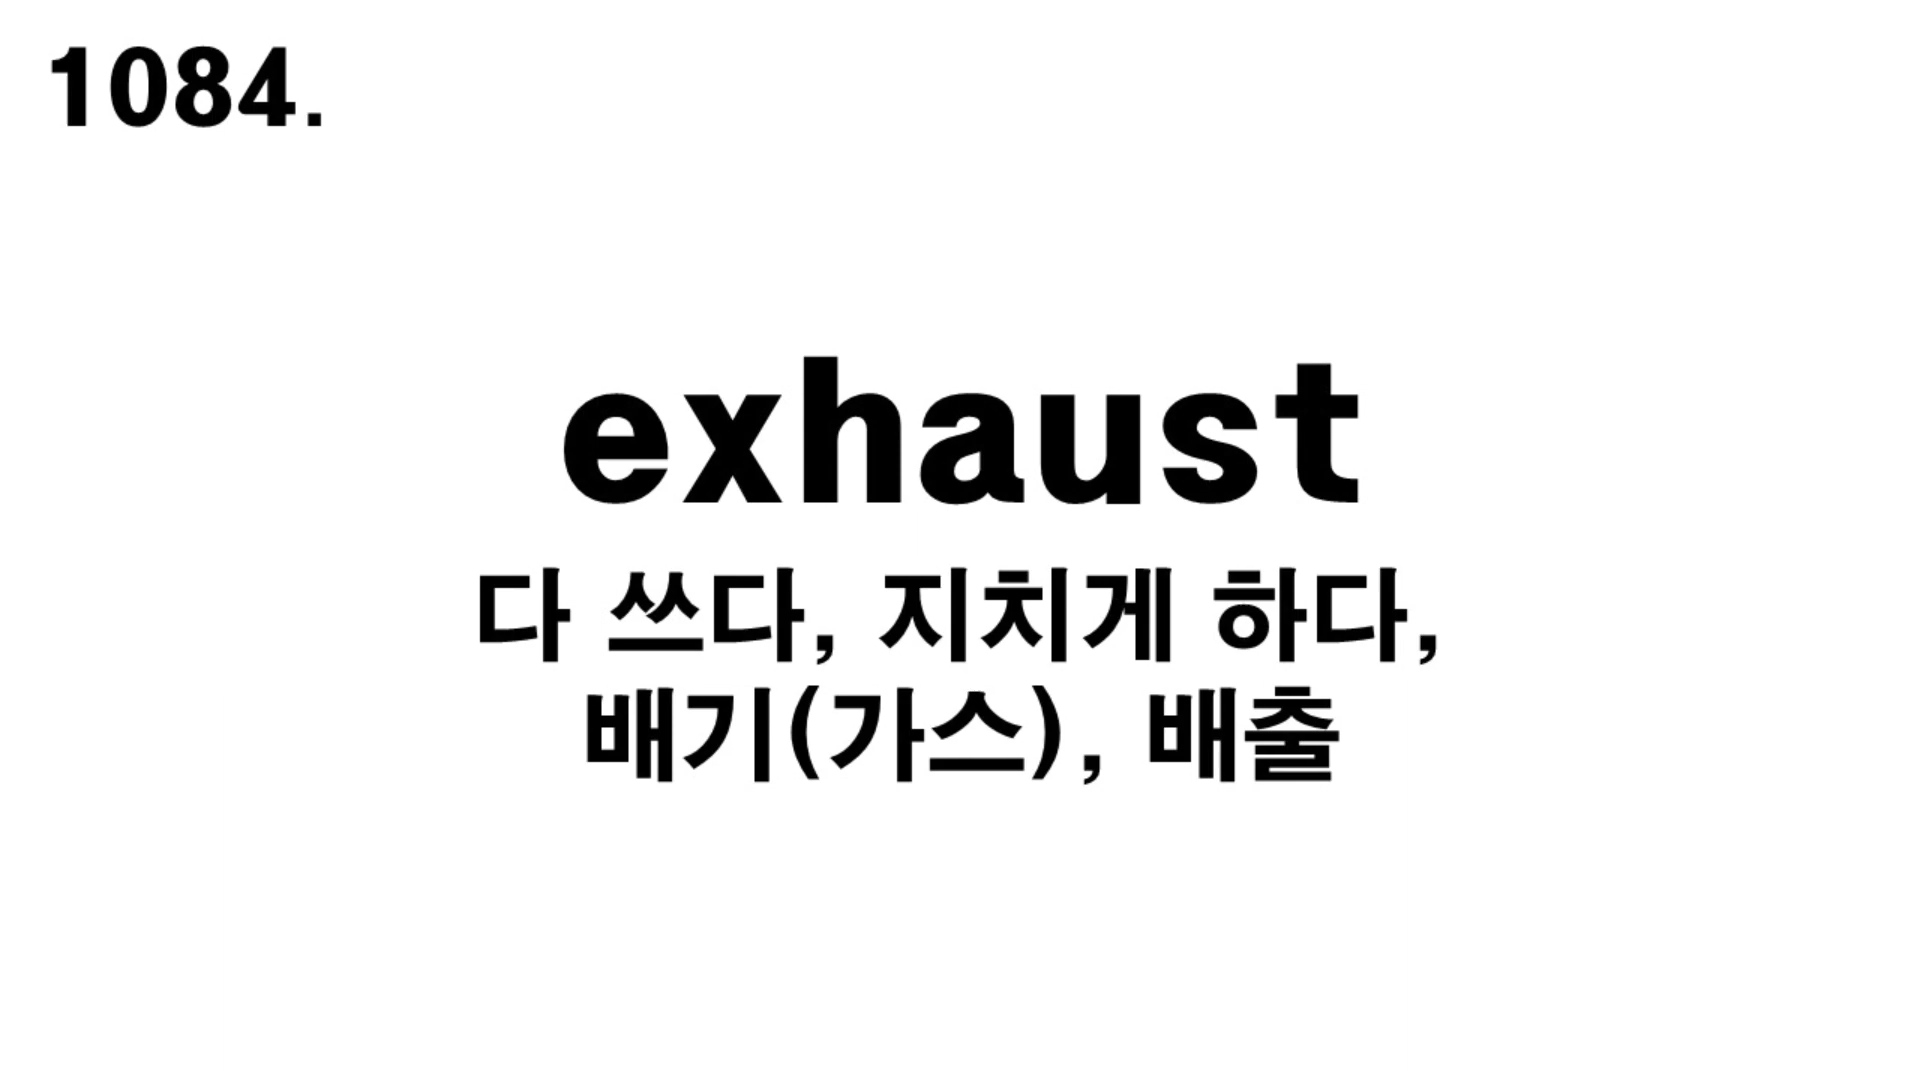 1084.
exhaust
다 쓰다, 지치게 하다,
배기(가스), 배출